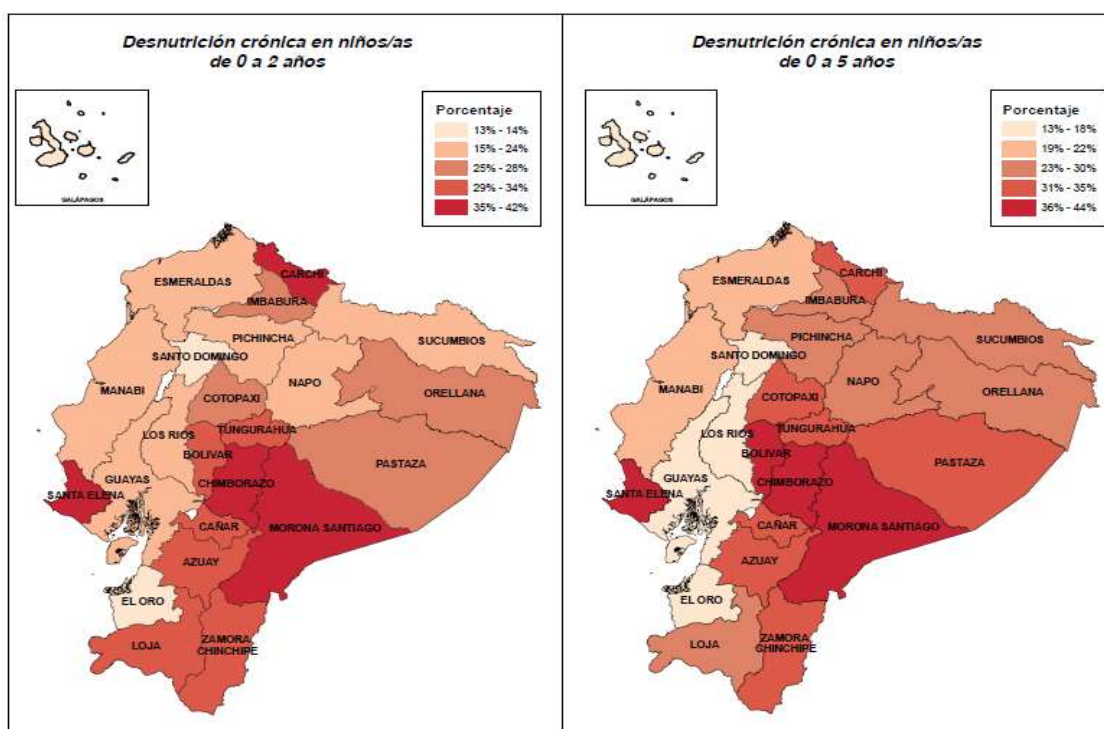 Desnutrición crónica en niños/as
de 0 a 2 años
GALÁPAGOS
Porcentaje
13% - 14%
15% - 24%
25% - 28%
29% - 34%
35% - 42%
ESMERALDAS
CARCHI
IMBABURA
PICHINCHA
SUCUMBIOS
SANTO DOMINGO
NAPO
MANABI
ORELLANA
COTOPAXI
TUNGURAHUA
LOS RIOS
BOLIVAR
PASTAZA
GUAYAS
CHIMBORAZO
SANTA ELENA
CAÑAR
MORONA SANTIAGO
AZUAY
EL ORO
LOJA
ZAMORA
CHINCHIPE
Desnutrición crónica en niños/as
de 0 a 5 años
GALÁPAGOS
Porcentaje
13% - 18%
19% - 22%
23% - 30%
31% - 35%
36% - 44%
ESMERALDAS
CARCHI
IMBABURA
PICHINCHA
SUCUMBIOS
SANTO DOMINGO
NAPO
MANABI
ORELLANA
COTOPAXI
TUNGURAHUA
LOS RIOS
BOLIVAR
PASTAZA
GUAYAS
CHIMBORAZO
SANTA ELENA
CAÑAR
MORONA SANTIAGO
AZUAY
EL ORO
LOJA
ZAMORA
CHINCHIPE